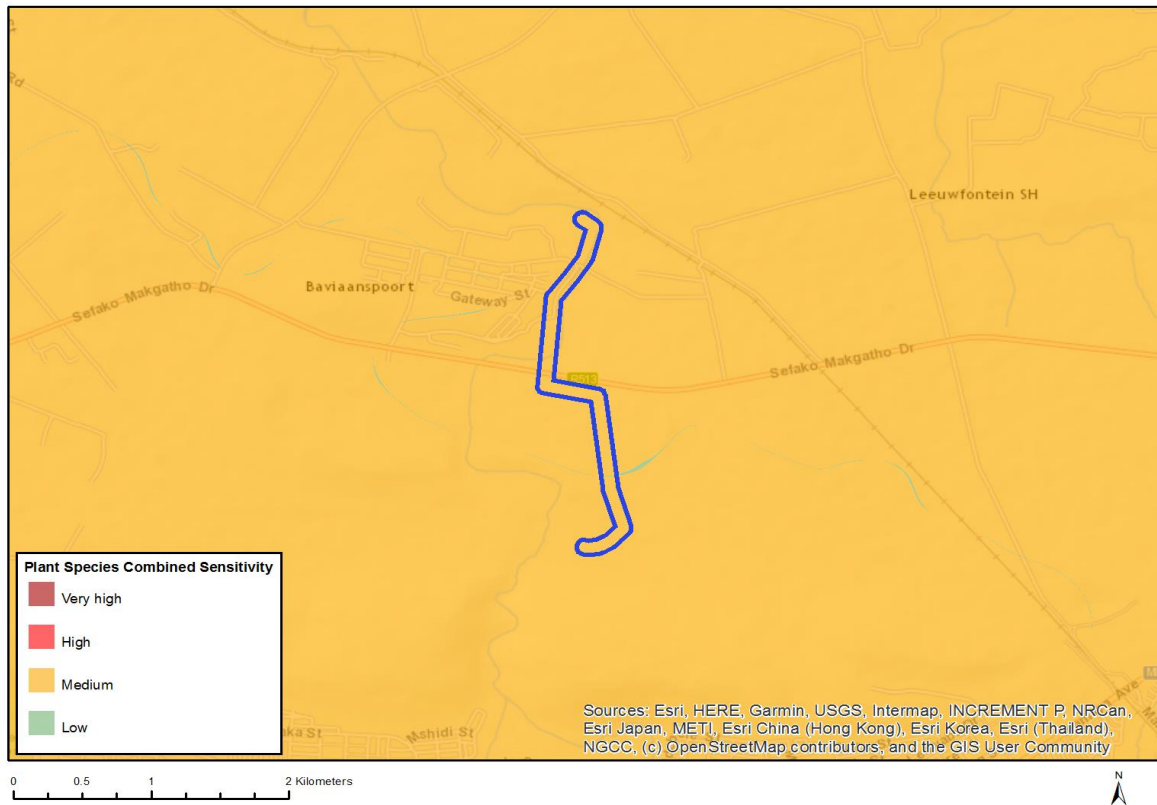 Rd
Leeuwfontein SH
Baviaanspoort
Gateway St
Sefako Makgatho Dr
Sefako Makgatho Dr
R513
Plant Species Combined Sensitivity
Very high
High
Medium
Low
Mshidi St
Sources: Esri, HERE, Garmin, USGS, Intermap, INCREMENT P, NRCan,
Esri Japan, METI, Esri China (Hong Kong), Esri Korea, Esri (Thailand),
NGCC, (c) OpenStreetMap contributors, and the GIS User Community
0 0.5 1 2 Kilometers
N